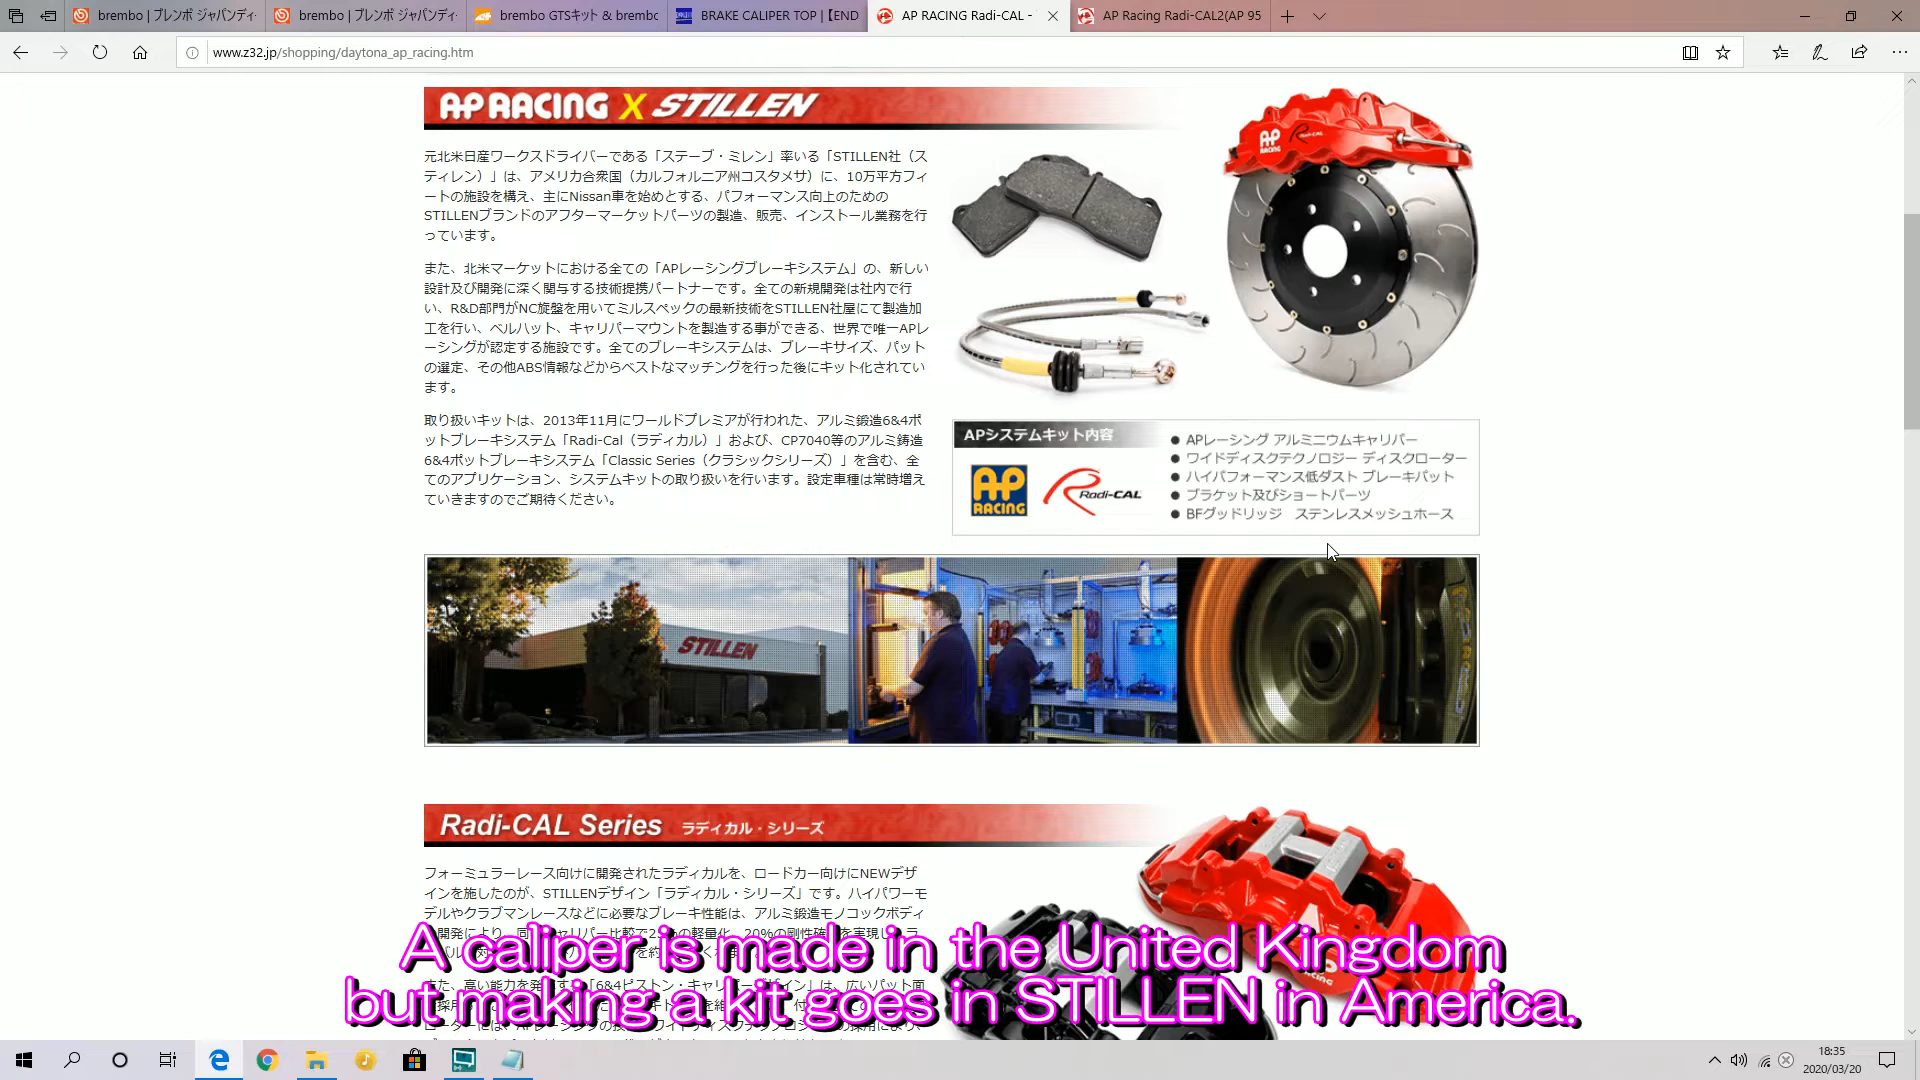 brembo | ブレンボ ジャパンディ
brembo | ブレンボ ジャパンディ
brembo GTSキット & brembo
BRAKE CALIPER TOP | 【END
AP RACING Radi-CAL -
AP Racing Radi-CAL2(AP 95
www.z32.jp/shopping/daytona_ap_racing.htm
AP RACING X STILLEN
元北米日産ワークスドライバーである「ステーブ・ミレン」率いる「STILLEN社（ス
ティレン）」は、アメリカ合衆国（カルフォルニア州コスタメサ）に、10万平方フィ
ートの施設を構え、主にNissan車を始めとする、パフォーマンス向上のための
STILLENブランドのアフターマーケットパーツの製造、販売、インストール業務を行
っています。
また、北米マーケットにおける全ての「APレーシングブレーキシステム」の、新しい
設計及び開発に深く関与する技術提携パートナーです。全ての新規開発は社内で行
い、R&D部門がNC旋盤を用いてミルスペックの最新技術をSTILLEN社屋にて製造加
工を行い、ベルハット、キャリパーマウントを製造する事ができる、世界で唯一APレ
ーシングが認定する施設です。全てのブレーキシステムは、ブレーキサイズ、パット
の選定、その他ABS情報などからベストなマッチングを行った後にキット化されてい
ます。
取り扱いキットは、2013年11月にワールドプレミアが行われた、アルミ鍛造6&4ポ
ットブレーキシステム「Radi-Cal（ラディカル）」および、CP7040等のアルミ鋳造
6&4ポットブレーキシステム「Classic Series（クラシックシリーズ）」を含む、全
てのアプリケーション、システムキットの取り扱いを行います。設定車種は常時増え
ていきますのでご期待ください。
AP Radi-CAL
APシステムキット内容
AP RACING
Radi-CAL
● APレーシング アルミニウムキャリパー
● ワイドディスクテクノロジー ディスクローター
● ハイパフォーマンス低ダスト ブレーキパット
● ブラケット及びショートパーツ
● BFグッドリッジ　ステンレスメッシュホース
STILLEN
Radi-CAL Series ラディカル・シリーズ
フォーミュラーレース向けに開発されたラディカルを、ロードカー向けにNEWデザ
インを施したのが、STILLENデザイン「ラディカル・シリーズ」です。ハイパワーモ
デルやクラブマンレースなどに必要なブレーキ性能は、アルミ鍛造モノコックボディ
A caliper is made in the United Kingdom
but making a kit goes in STILLEN in America.
18:35
2020/03/20